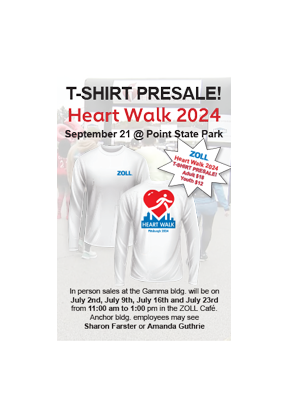 T-SHIRT PRESALE!
Heart Walk 2024
September 21 @ Point State Park
ZOLL
Heart Walk 2024
T-SHIRT PRESALE!
Adult $18
Youth $12
ZOLL
HEART WALK
Pittsburgh 2024
In person sales at the Gamma bldg. will be on
July 2nd, July 9th, July 16th and July 23rd
from 11:00 am to 1:00 pm in the ZOLL Café.
Anchor bldg. employees may see
Sharon Farster or Amanda Guthrie